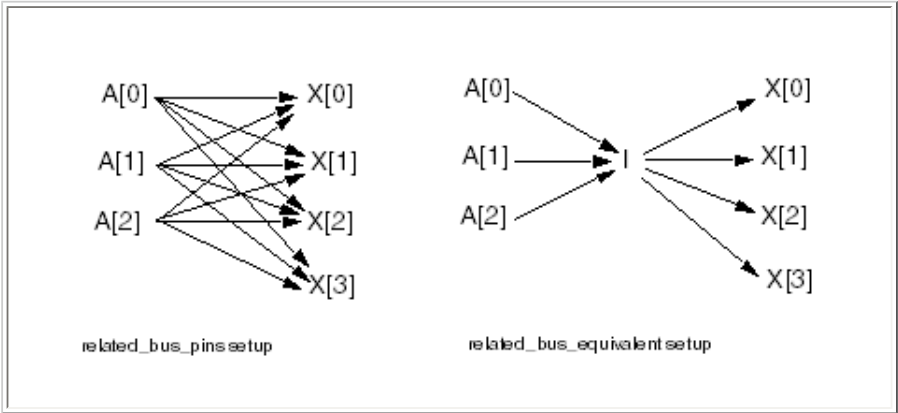 A[0] X[0] A[0] X[0]
A[1] X[1] A[1] I X[1]
A[2] X[2] A[2] X[2]
X[3] X[3]
related_bus_pins setup related_bus_equivalent setup